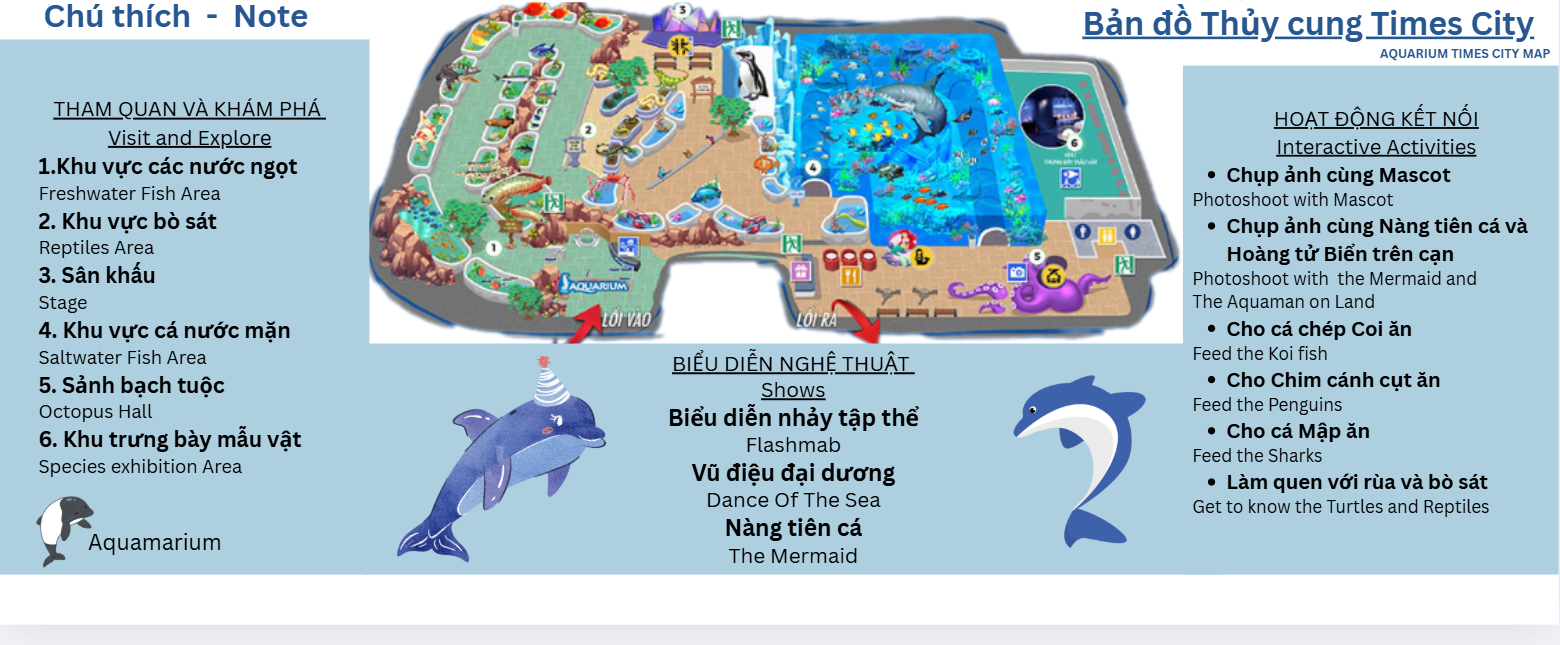 Chú thích - Note
Bản đồ Thủy cung Times City
AQUARIUM TIMES CITY MAP
THAM QUAN VÀ KHÁM PHÁ
Visit and Explore
1.Khu vực các nước ngọt
Freshwater Fish Area
2. Khu vực bò sát
Reptiles Area
3. Sân khấu
Stage
4. Khu vực cá nước mặn
Saltwater Fish Area
5. Sảnh bạch tuộc
Octopus Hall
6. Khu trưng bày mẫu vật
Species exhibition Area
Aquamarium
3
2
4
6
1
5
AQUARIUM
LỐI VÀO
LỐI RA
BIỂU DIỄN NGHỆ THUẬT
Shows
Biểu diễn nhảy tập thể
Flashmab
Vũ điệu đại dương
Dance Of The Sea
Nàng tiên cá
The Mermaid
HOẠT ĐỘNG KẾT NỐI
Interactive Activities
• Chụp ảnh cùng Mascot
Photoshoot with Mascot
• Chụp ảnh cùng Nàng tiên cá và
Hoàng tử Biển trên cạn
Photoshoot with the Mermaid and
The Aquaman on Land
• Cho cá chép Coi ăn
Feed the Koi fish
• Cho Chim cánh cụt ăn
Feed the Penguins
• Cho cá Mập ăn
Feed the Sharks
• Làm quen với rùa và bò sát
Get to know the Turtles and Reptiles